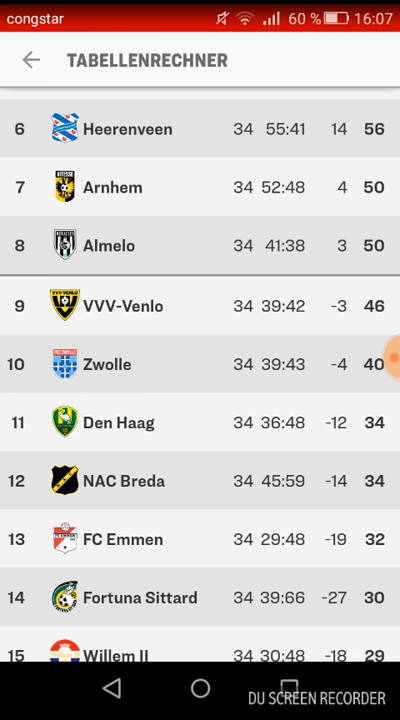 congstar 60 % 16:07
TABELLENRECHNER
6 Heerenveen 34 55:41 14 56
7 Arnhem 34 52:48 4 50
8 Almelo 34 41:38 3 50
9 VVV-Venlo 34 39:42 -3 46
10 Zwolle 34 39:43 -4 40
11 Den Haag 34 36:48 -12 34
12 NAC Breda 34 45:59 -14 34
13 FC Emmen 34 29:48 -19 32
14 Fortuna Sittard 34 39:66 -27 30
15 Willem II 34 30:48 -18 29
DU SCREEN RECORDER